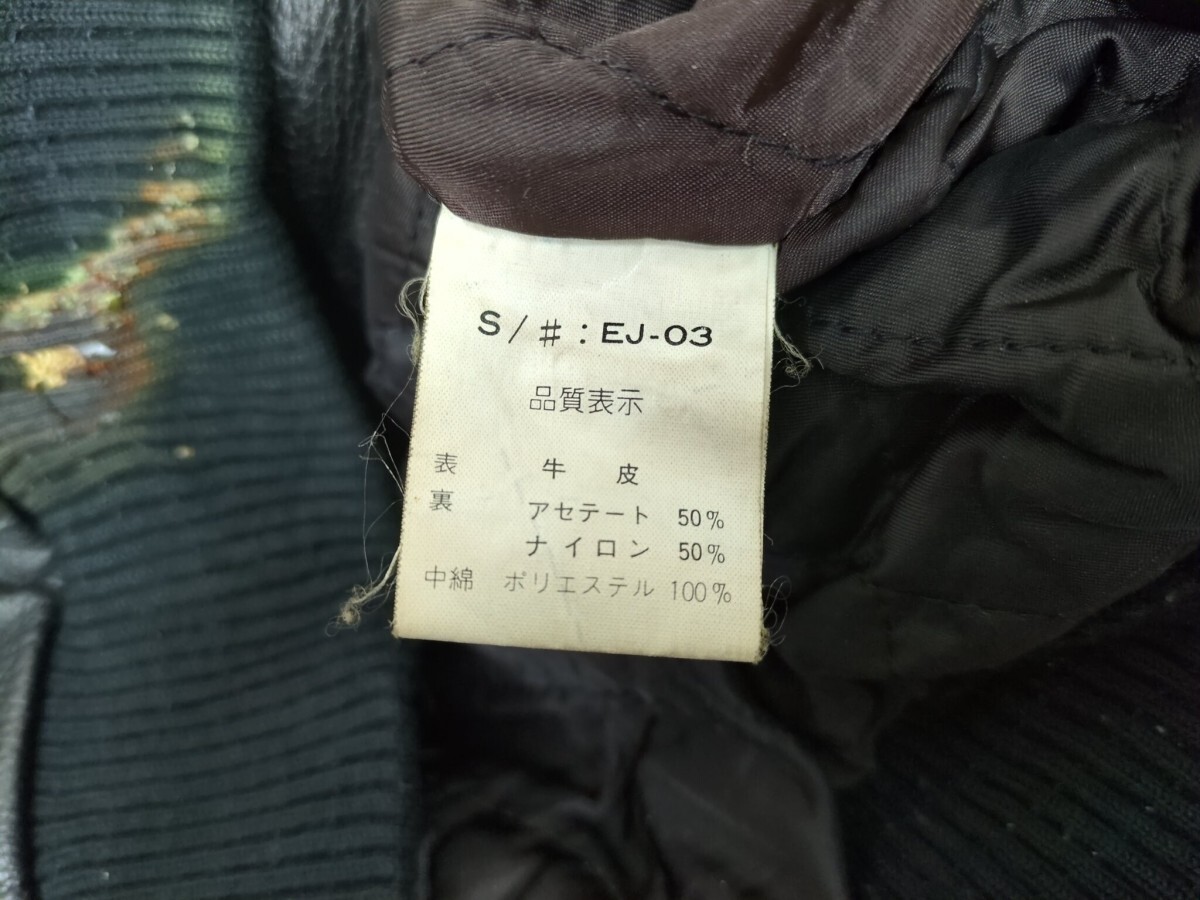 S/#: EJ-03
品質表示
表 牛皮
裏 アセテート 50%
ナイロン 50%
中綿 ポリエステル 100%